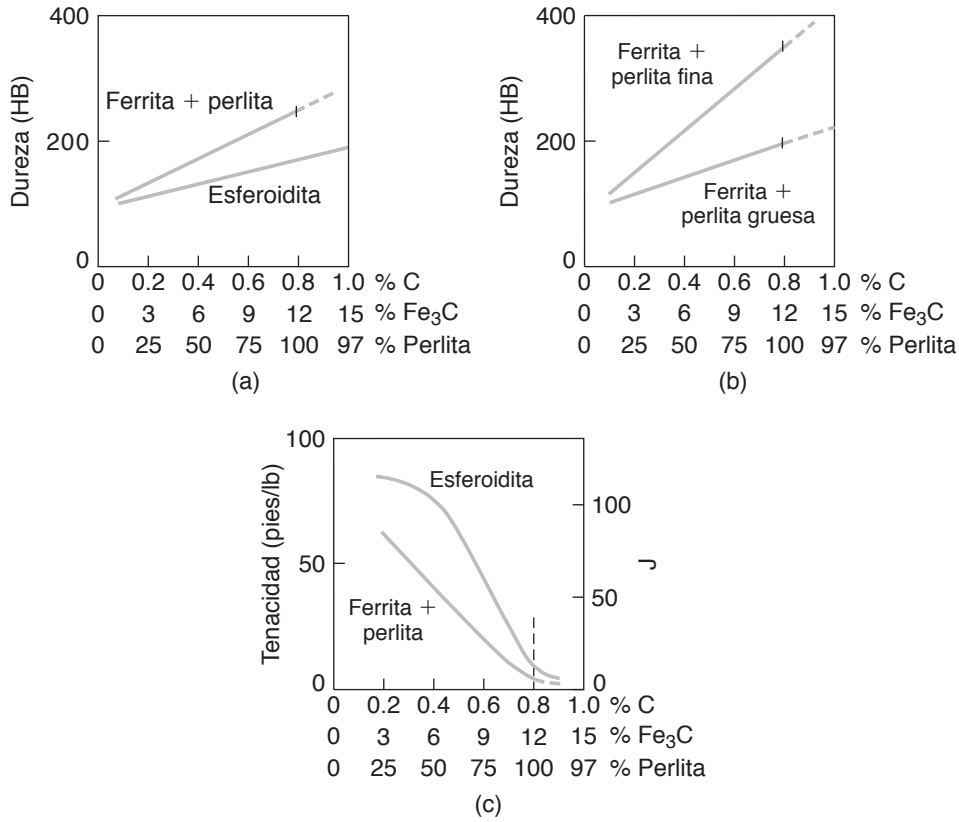 400
Ferrita + perlita
Dureza (HB)
200
Esferoidita
0
0 0.2 0.4 0.6 0.8 1.0 % C
0 3 6 9 12 15 % Fe₃C
0 25 50 75 100 97 % Perlita
(a)
400
Ferrita +
perlita fina
Dureza (HB)
200
Ferrita +
perlita gruesa
0
0 0.2 0.4 0.6 0.8 1.0 % C
0 3 6 9 12 15 % Fe₃C
0 25 50 75 100 97 % Perlita
(b)
100
Esferoidita
100
Tenacidad (pies/lb)
50
J
50
Ferrita +
perlita
0
0
0 0.2 0.4 0.6 0.8 1.0 % C
0 3 6 9 12 15 % Fe₃C
0 25 50 75 100 97 % Perlita
(c)